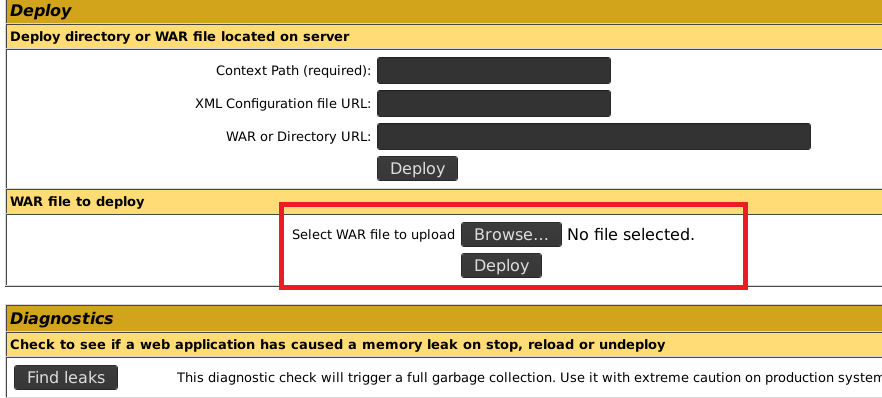 Deploy
Deploy directory or WAR file located on server
Context Path (required):
XML Configuration file URL:
WAR or Directory URL:
Deploy
WAR file to deploy
Select WAR file to upload Browse... No file selected.
Deploy
Diagnostics
Check to see if a web application has caused a memory leak on stop, reload or undeploy
Find leaks This diagnostic check will trigger a full garbage collection. Use it with extreme caution on production system